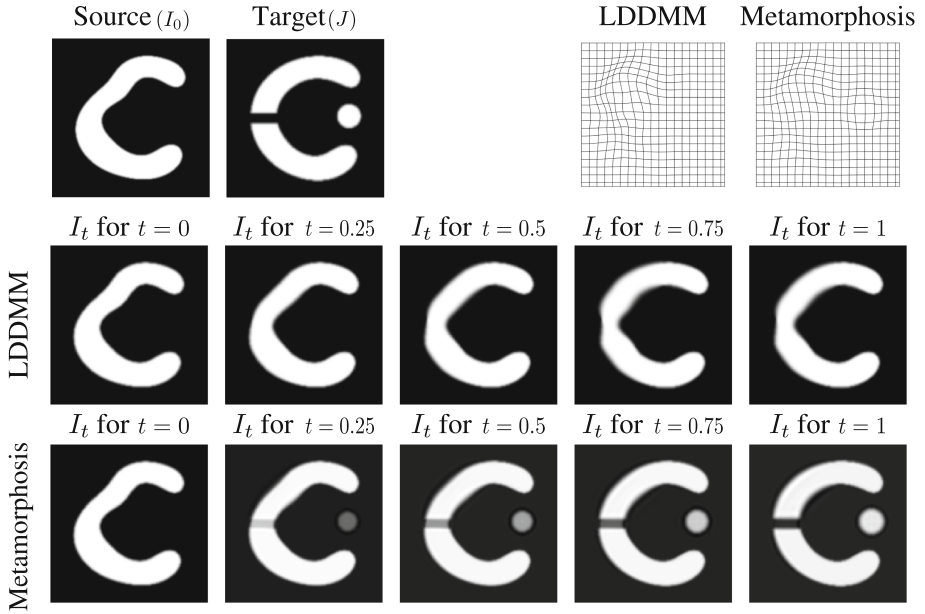 Source (I₀) Target (J) LDDMM Metamorphosis
Iₜ for t = 0 Iₜ for t = 0.25 Iₜ for t = 0.5 Iₜ for t = 0.75 Iₜ for t = 1
LDDMM
Iₜ for t = 0 Iₜ for t = 0.25 Iₜ for t = 0.5 Iₜ for t = 0.75 Iₜ for t = 1
Metamorphosis